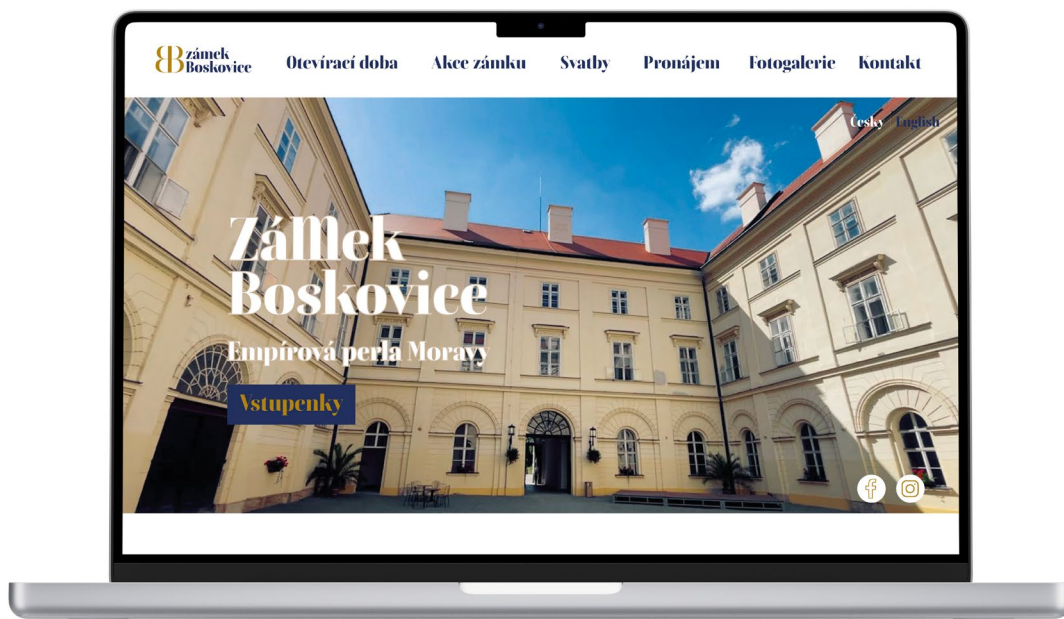 zámek
Boskovice
Otevírací doba
Akce zámku
Svatby
Pronájem
Fotogalerie
Kontakt
Česky / English
Zámek
Boskovice
Empírová perla Moravy
Vstupenky